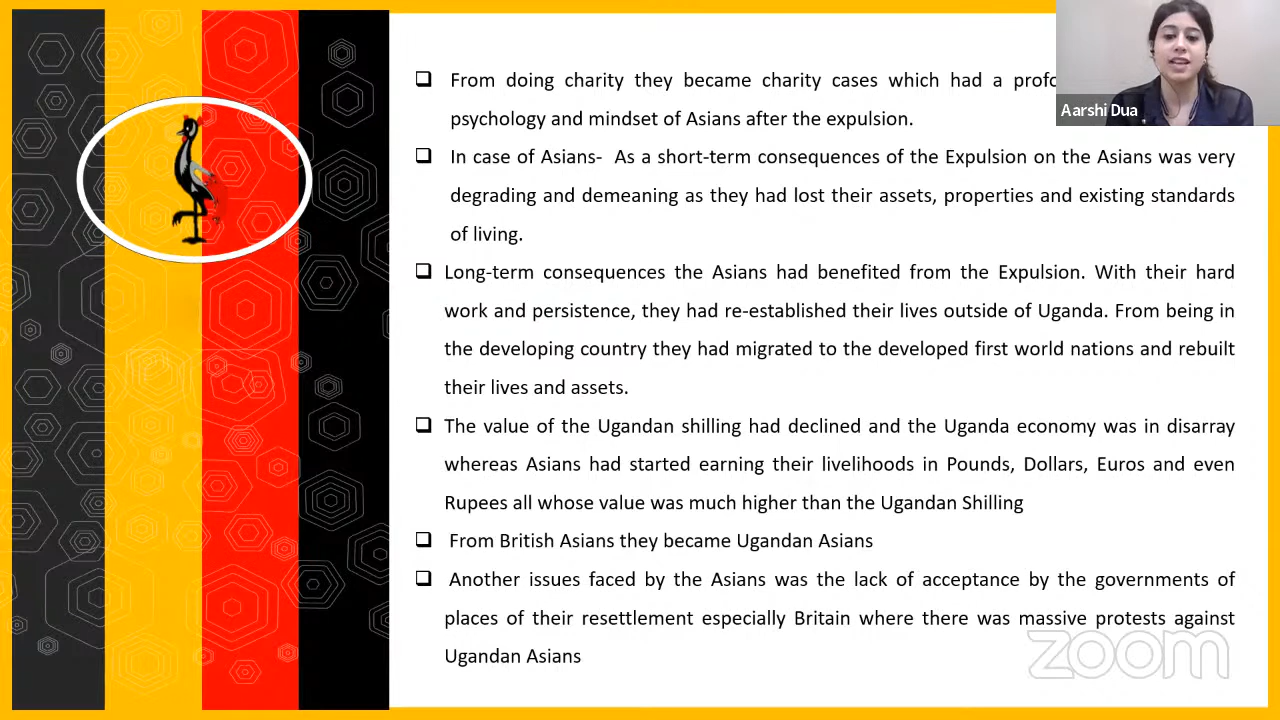 ❑ From doing charity they became charity cases which had a
psychology and mindset of Asians after the expulsion.
❑ In case of Asians- As a short-term consequences of the Expulsion on the Asians was very
degrading and demeaning as they had lost their assets, properties and existing standards
of living.
❑ Long-term consequences the Asians had benefited from the Expulsion. With their hard
work and persistence, they had re-established their lives outside of Uganda. From being in
the developing country they had migrated to the developed first world nations and rebuilt
their lives and assets.
❑ The value of the Ugandan shilling had declined and the Uganda economy was in disarray
whereas Asians had started earning their livelihoods in Pounds, Dollars, Euros and even
Rupees all whose value was much higher than the Ugandan Shilling
❑ From British Asians they became Ugandan Asians
❑ Another issues faced by the Asians was the lack of acceptance by the governments of
places of their resettlement especially Britain where there was massive protests against
Ugandan Asians
Aarshi Dua
zoom